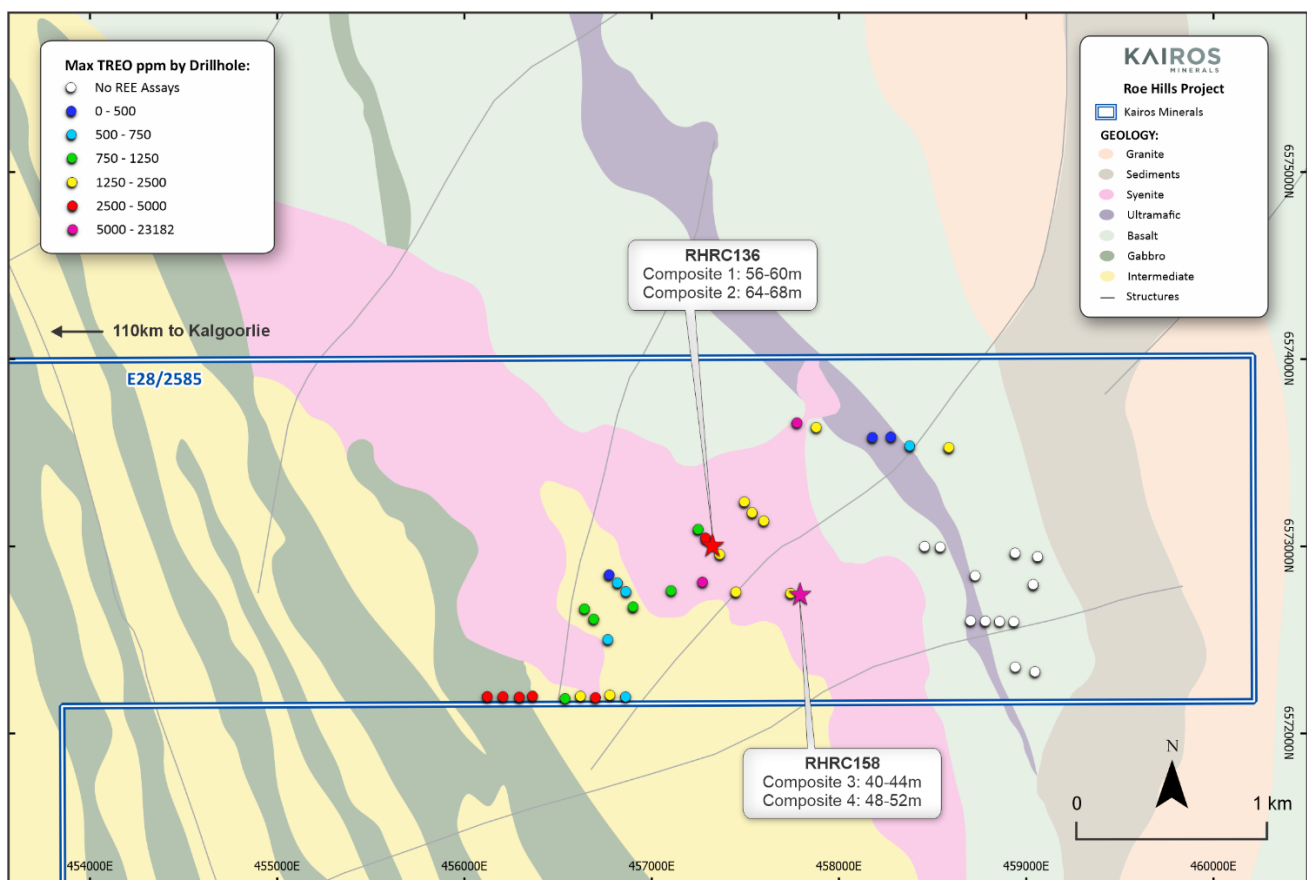 Max TREO ppm by Drillhole:
No REE Assays
0 - 500
500 - 750
750 - 1250
1250 - 2500
2500 - 5000
5000 - 23182
KAIROS
MINERALS
Roe Hills Project
Kairos Minerals
GEOLOGY:
Granite
Sediments
Syenite
Ultramafic
Basalt
Gabbro
Intermediate
Structures
6575000N
RHRC136
Composite 1: 56-60m
Composite 2: 64-68m
110km to Kalgoorlie
6574000N
E28/2585
6573000N
6572000N
RHRC158
Composite 3: 40-44m
Composite 4: 48-52m
N
0 1 km
454000E 455000E 456000E 457000E 458000E 459000E 460000E